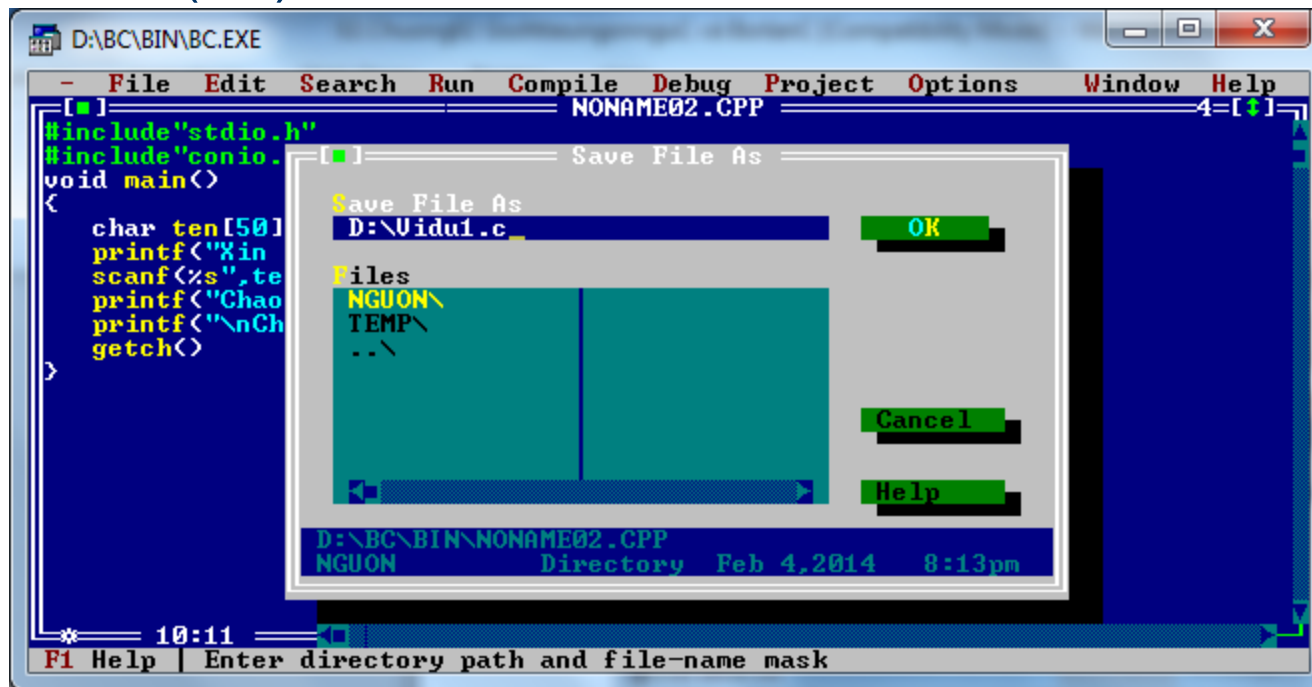 D:\BC\BIN\BC.EXE
- File Edit Search Run Compile Debug Project Options Window Help
[■] NONAME02.CPP 4=[↕]
#include"stdio.h"
#include"conio.
void main()
{
char ten[50]
printf("Xin
scanf(%s",te
printf("Chao
printf("\nCh
getch()
}
[■] Save File As
Save File As
D:\Vidu1.c_
OK
Files
NGUON\
TEMP\
..\
Cancel
Help
D:\BC\BIN\NONAME02.CPP
NGUON Directory Feb 4,2014 8:13pm
10:11
F1 Help | Enter directory path and file-name mask